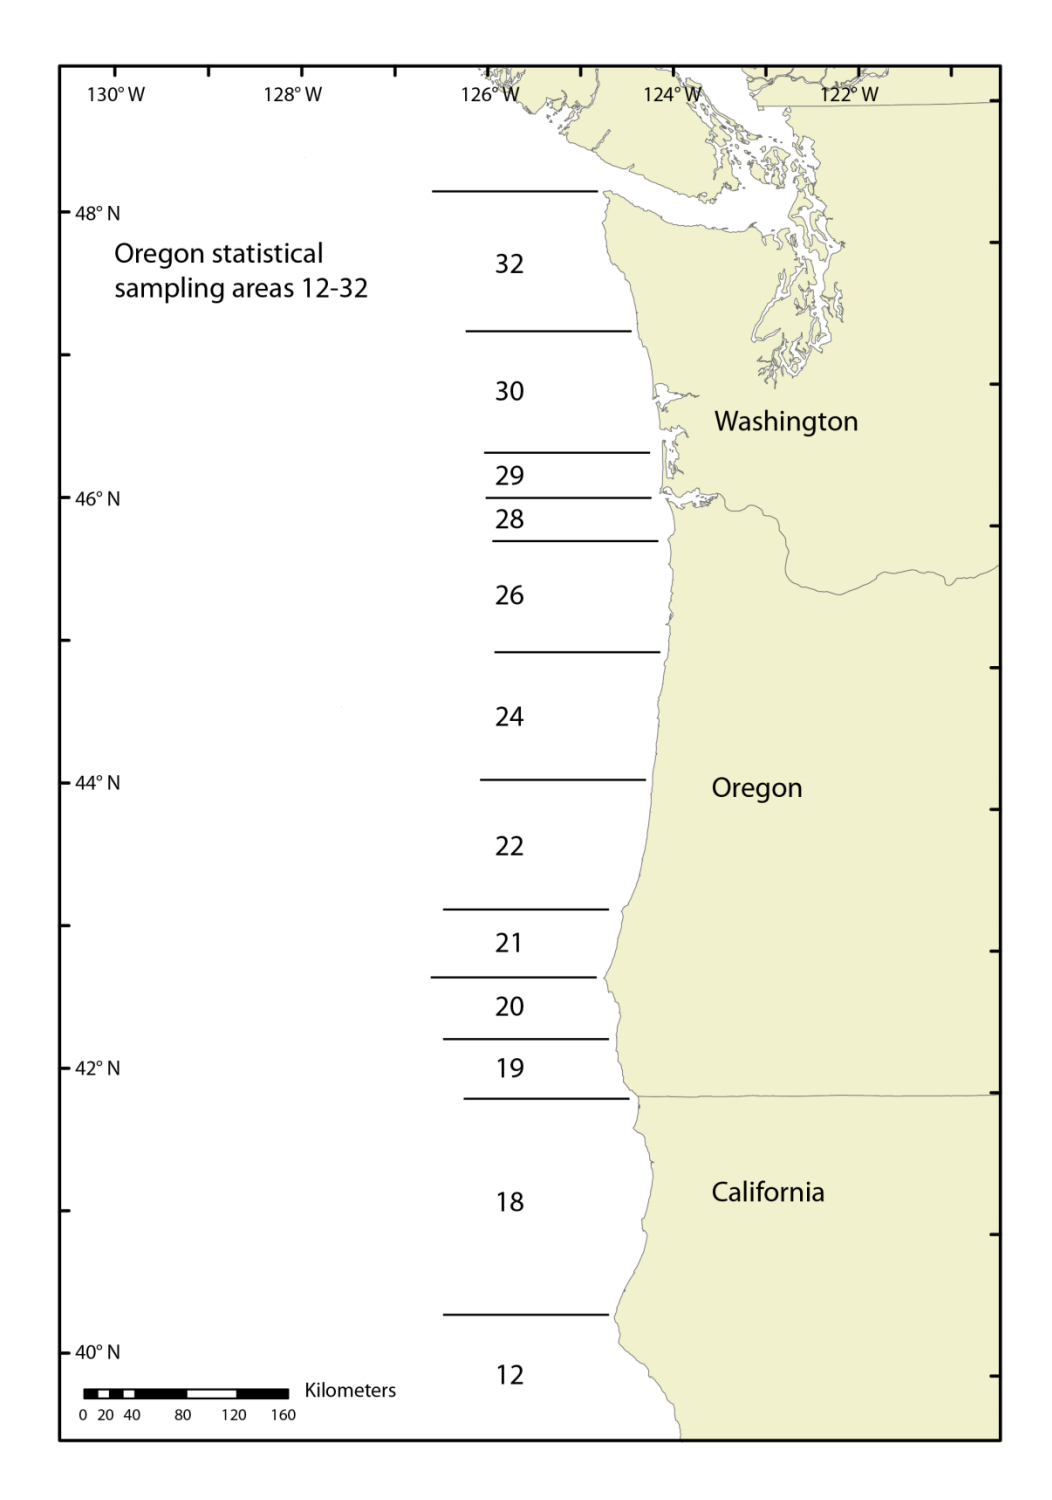 130° W 128° W 126° W 124° W 122° W
48° N
Oregon statistical
sampling areas 12-32
32
30
Washington
29
46° N
28
26
24
44° N
Oregon
22
21
20
42° N
19
California
18
40° N
12
Kilometers
0 20 40 80 120 160